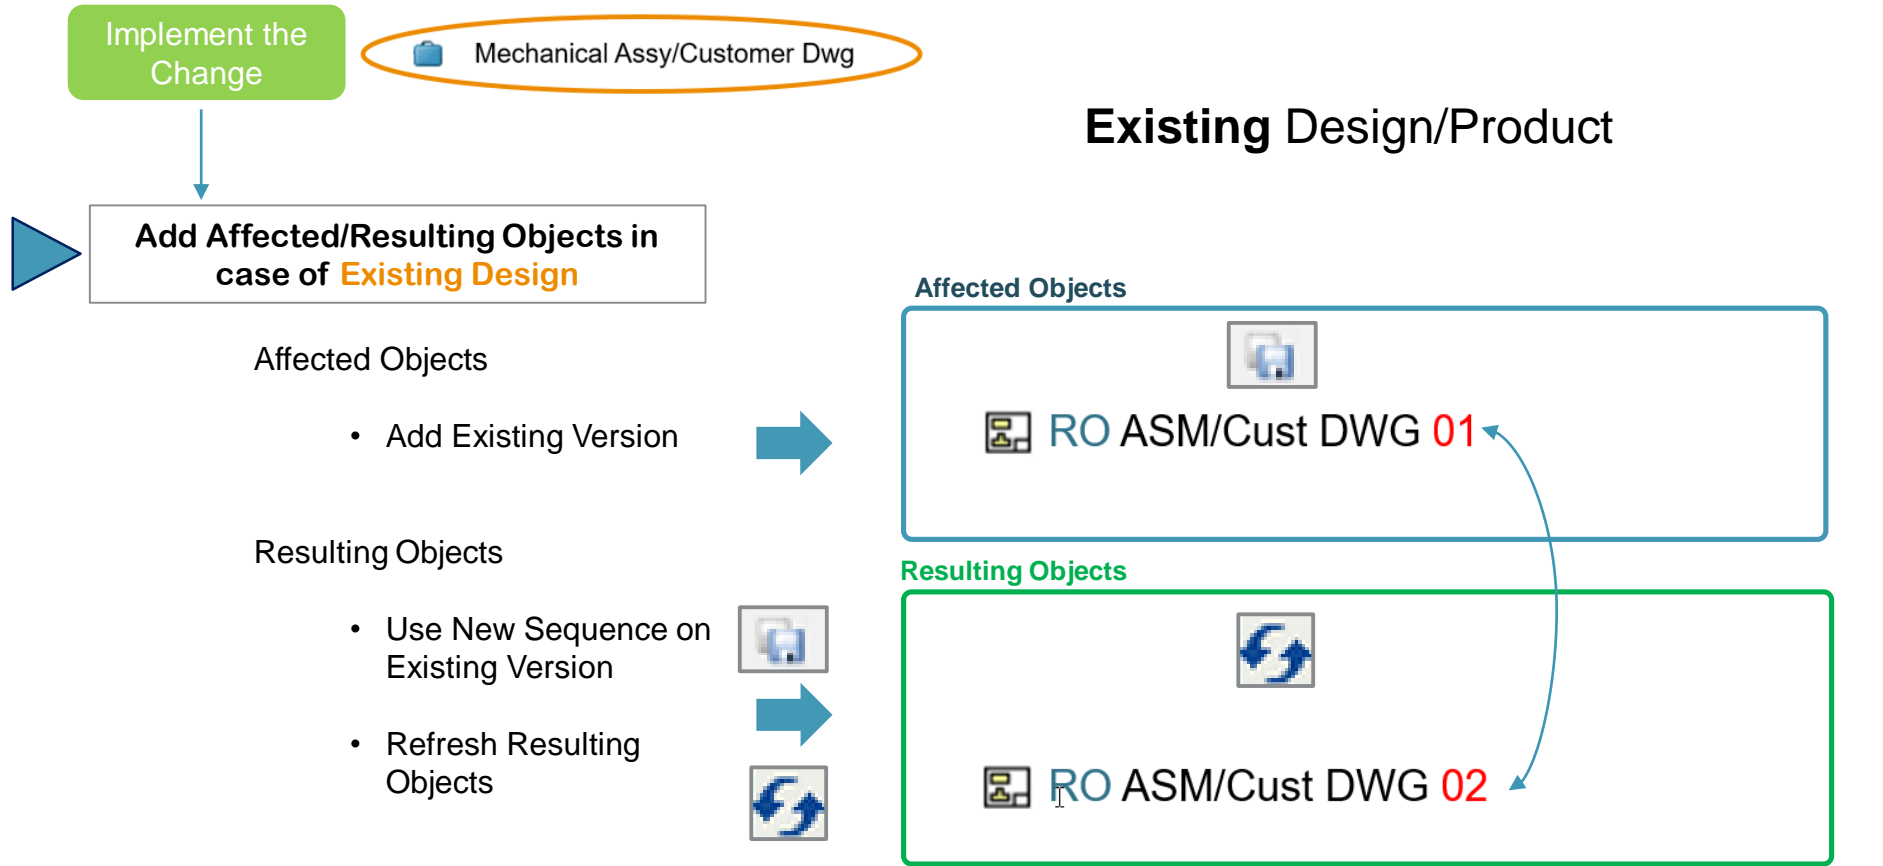 Implement the
Change
Mechanical Assy/Customer Dwg
Existing Design/Product
Add Affected/Resulting Objects in
case of Existing Design
Affected Objects
• Add Existing Version
Resulting Objects
• Use New Sequence on
Existing Version
• Refresh Resulting
Objects
Affected Objects
RO ASM/Cust DWG 01
Resulting Objects
RO ASM/Cust DWG 02